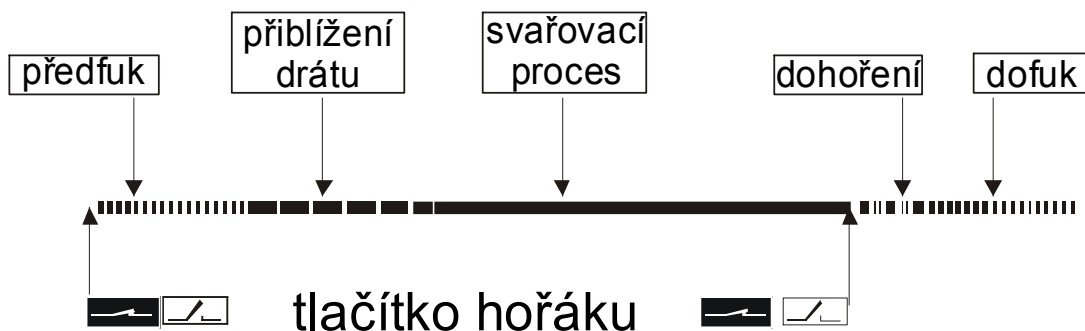 předfuk
přiblížení
drátu
svařovací
proces
dohoření
dofuk
tlačítko hořáku